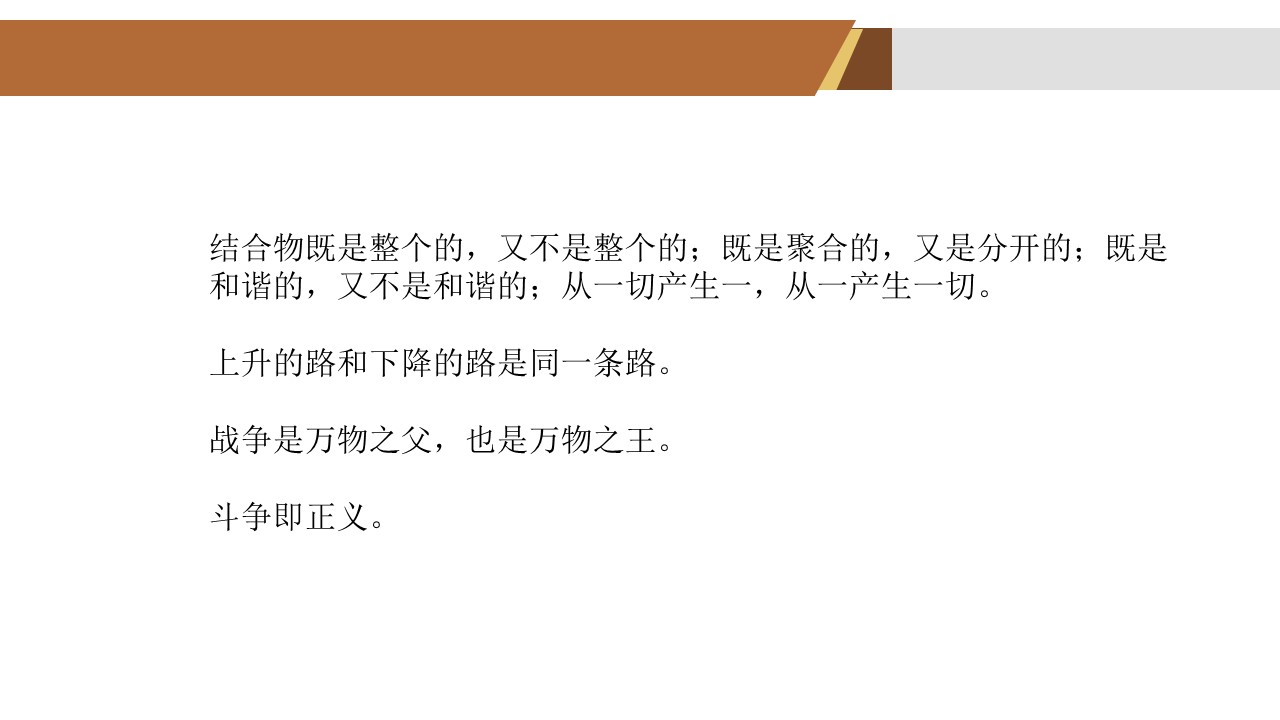 结合物既是整个的，又不是整个的；既是聚合的，又是分开的；既是
和谐的，又不是和谐的；从一切产生一，从一产生一切。
上升的路和下降的路是同一条路。
战争是万物之父，也是万物之王。
斗争即正义。